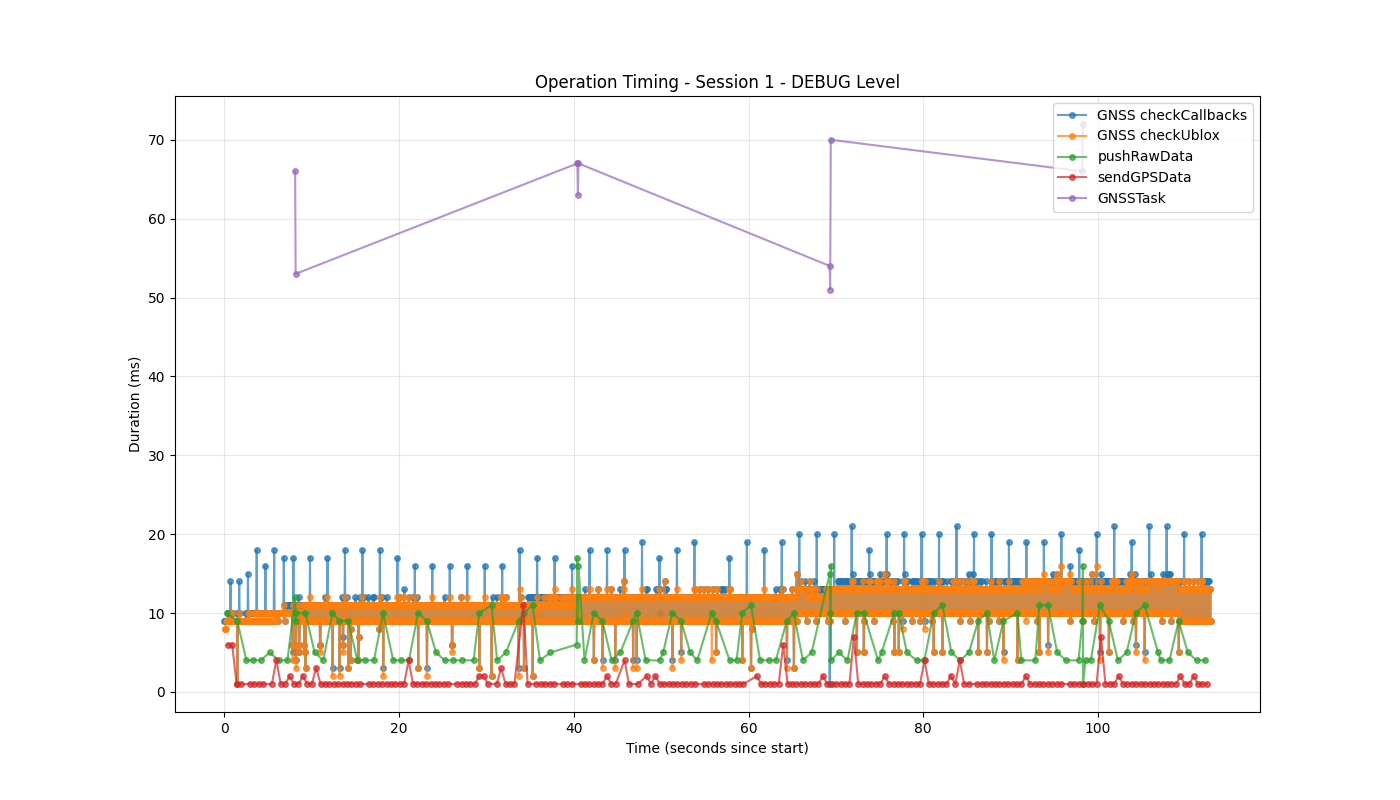 Operation Timing - Session 1 - DEBUG Level
GNSS checkCallbacks
GNSS checkUblox
pushRawData
sendGPSData
GNSSTask
Duration (ms)
70
60
50
40
30
20
10
0
0 20 40 60 80 100
Time (seconds since start)